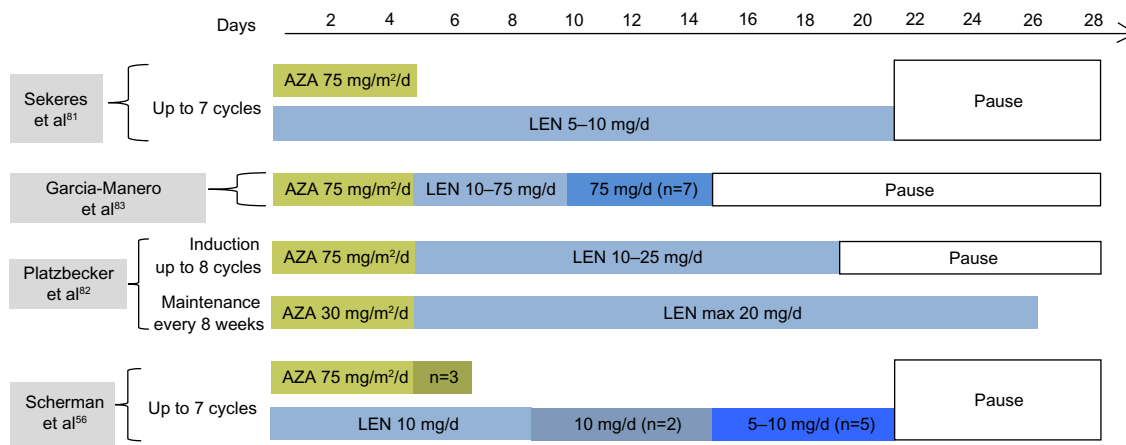 Days 2 4 6 8 10 12 14 16 18 20 22 24 26 28
Sekeres
et al⁸¹
Up to 7 cycles
AZA 75 mg/m²/d
LEN 5–10 mg/d
Pause
Garcia-Manero
et al⁸³
AZA 75 mg/m²/d LEN 10–75 mg/d 75 mg/d (n=7) Pause
Platzbecker
et al⁸²
Induction
up to 8 cycles
AZA 75 mg/m²/d LEN 10–25 mg/d Pause
Maintenance
every 8 weeks
AZA 30 mg/m²/d LEN max 20 mg/d
Scherman
et al⁵⁶
Up to 7 cycles
AZA 75 mg/m²/d n=3
LEN 10 mg/d 10 mg/d (n=2) 5–10 mg/d (n=5)
Pause